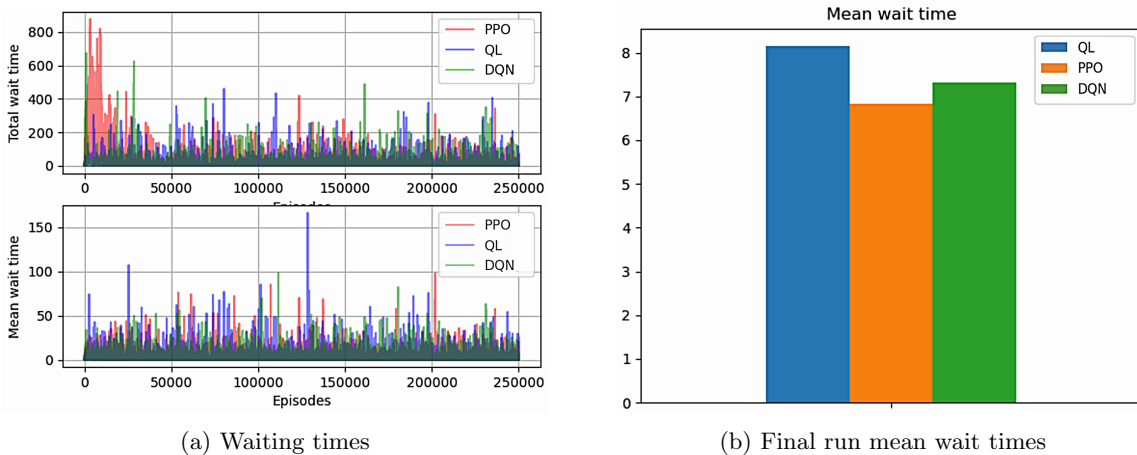 Total wait time
800
600
400
200
0
PPO
QL
DQN
0 50000 100000 150000 200000 250000
Episodes
Mean wait time
150
100
50
0
PPO
QL
DQN
0 50000 100000 150000 200000 250000
Episodes
(a) Waiting times
Mean wait time
8
7
6
5
4
3
2
1
0
QL
PPO
DQN
(b) Final run mean wait times